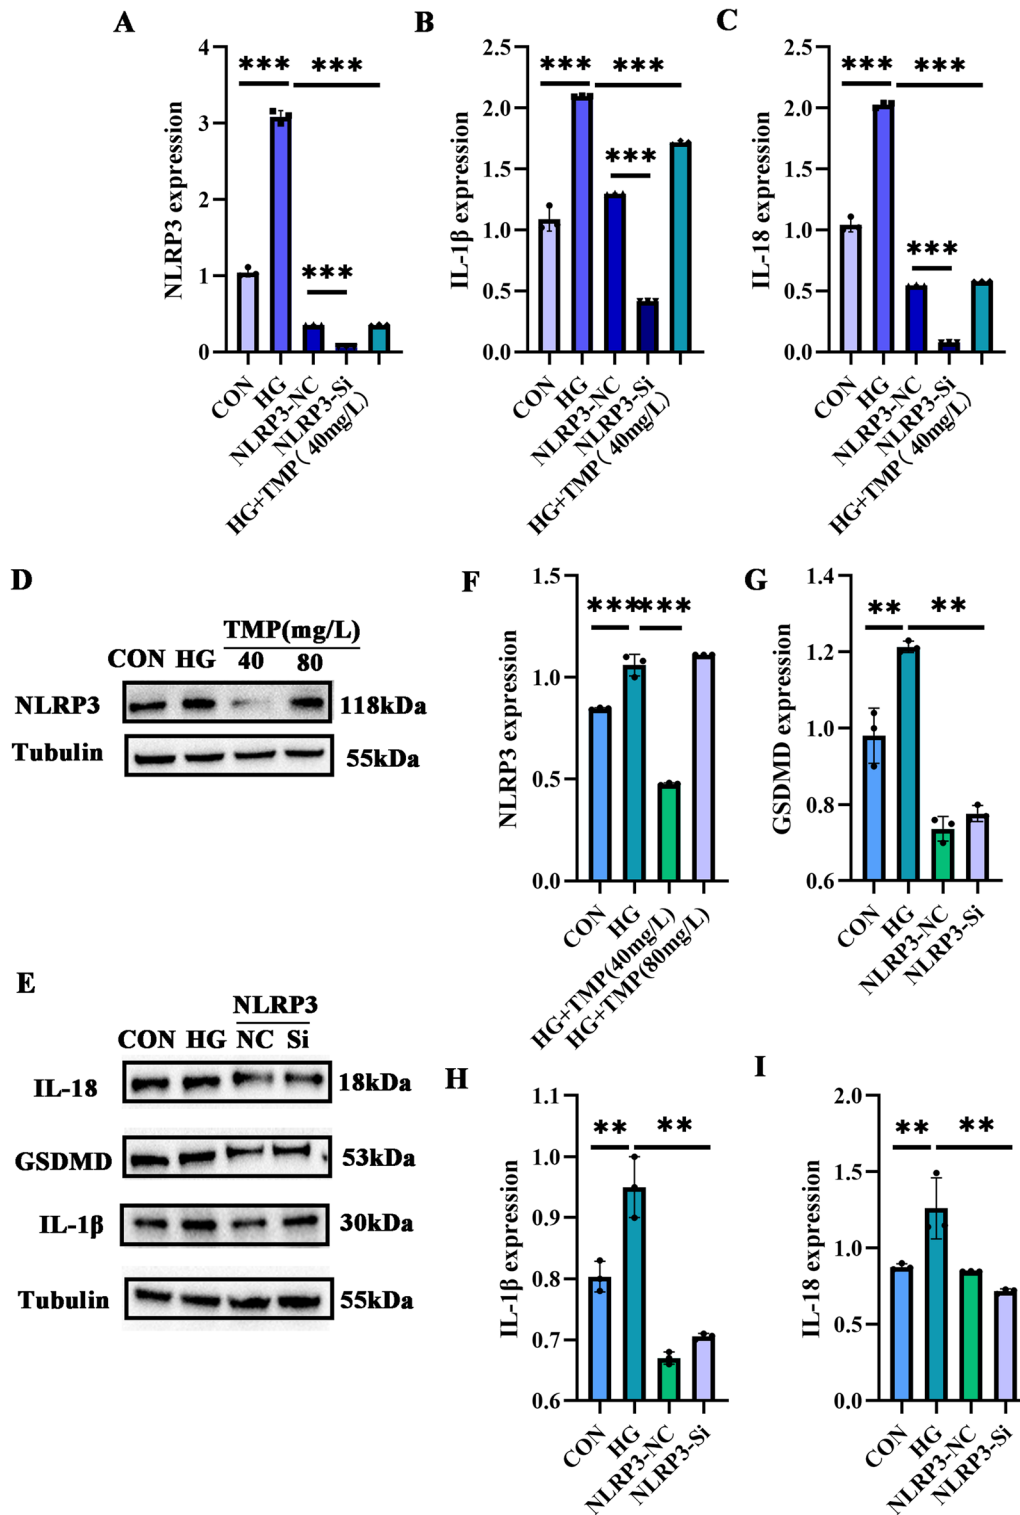 A
NLRP3 expression
4
3
2
1
0
***
***
***
CON
HG
NLRP3-NC
NLRP3-Si
HG+TMP(40mg/L)
B
IL-1β expression
2.5
2.0
1.5
1.0
0.5
0.0
***
***
***
CON
HG
NLRP3-NC
NLRP3-Si
HG+TMP(40mg/L)
C
IL-18 expression
2.5
2.0
1.5
1.0
0.5
0.0
***
***
***
CON
HG
NLRP3-NC
NLRP3-Si
HG+TMP(40mg/L)
D
TMP(mg/L)
CON HG 40 80
NLRP3 118kDa
Tubulin 55kDa
F
NLRP3 expression
1.5
1.0
0.5
0.0
***
***
CON
HG
HG+TMP(40mg/L)
HG+TMP(80mg/L)
G
GSDMD expression
1.4
1.2
1.0
0.8
0.6
**
**
CON
HG
NLRP3-NC
NLRP3-Si
E
NLRP3
CON HG NC Si
IL-18 18kDa
GSDMD 53kDa
IL-1β 30kDa
Tubulin 55kDa
H
IL-1β expression
1.1
1.0
0.9
0.8
0.7
0.6
**
**
CON
HG
NLRP3-NC
NLRP3-Si
I
IL-18 expression
2.0
1.5
1.0
0.5
0.0
**
**
CON
HG
NLRP3-NC
NLRP3-Si